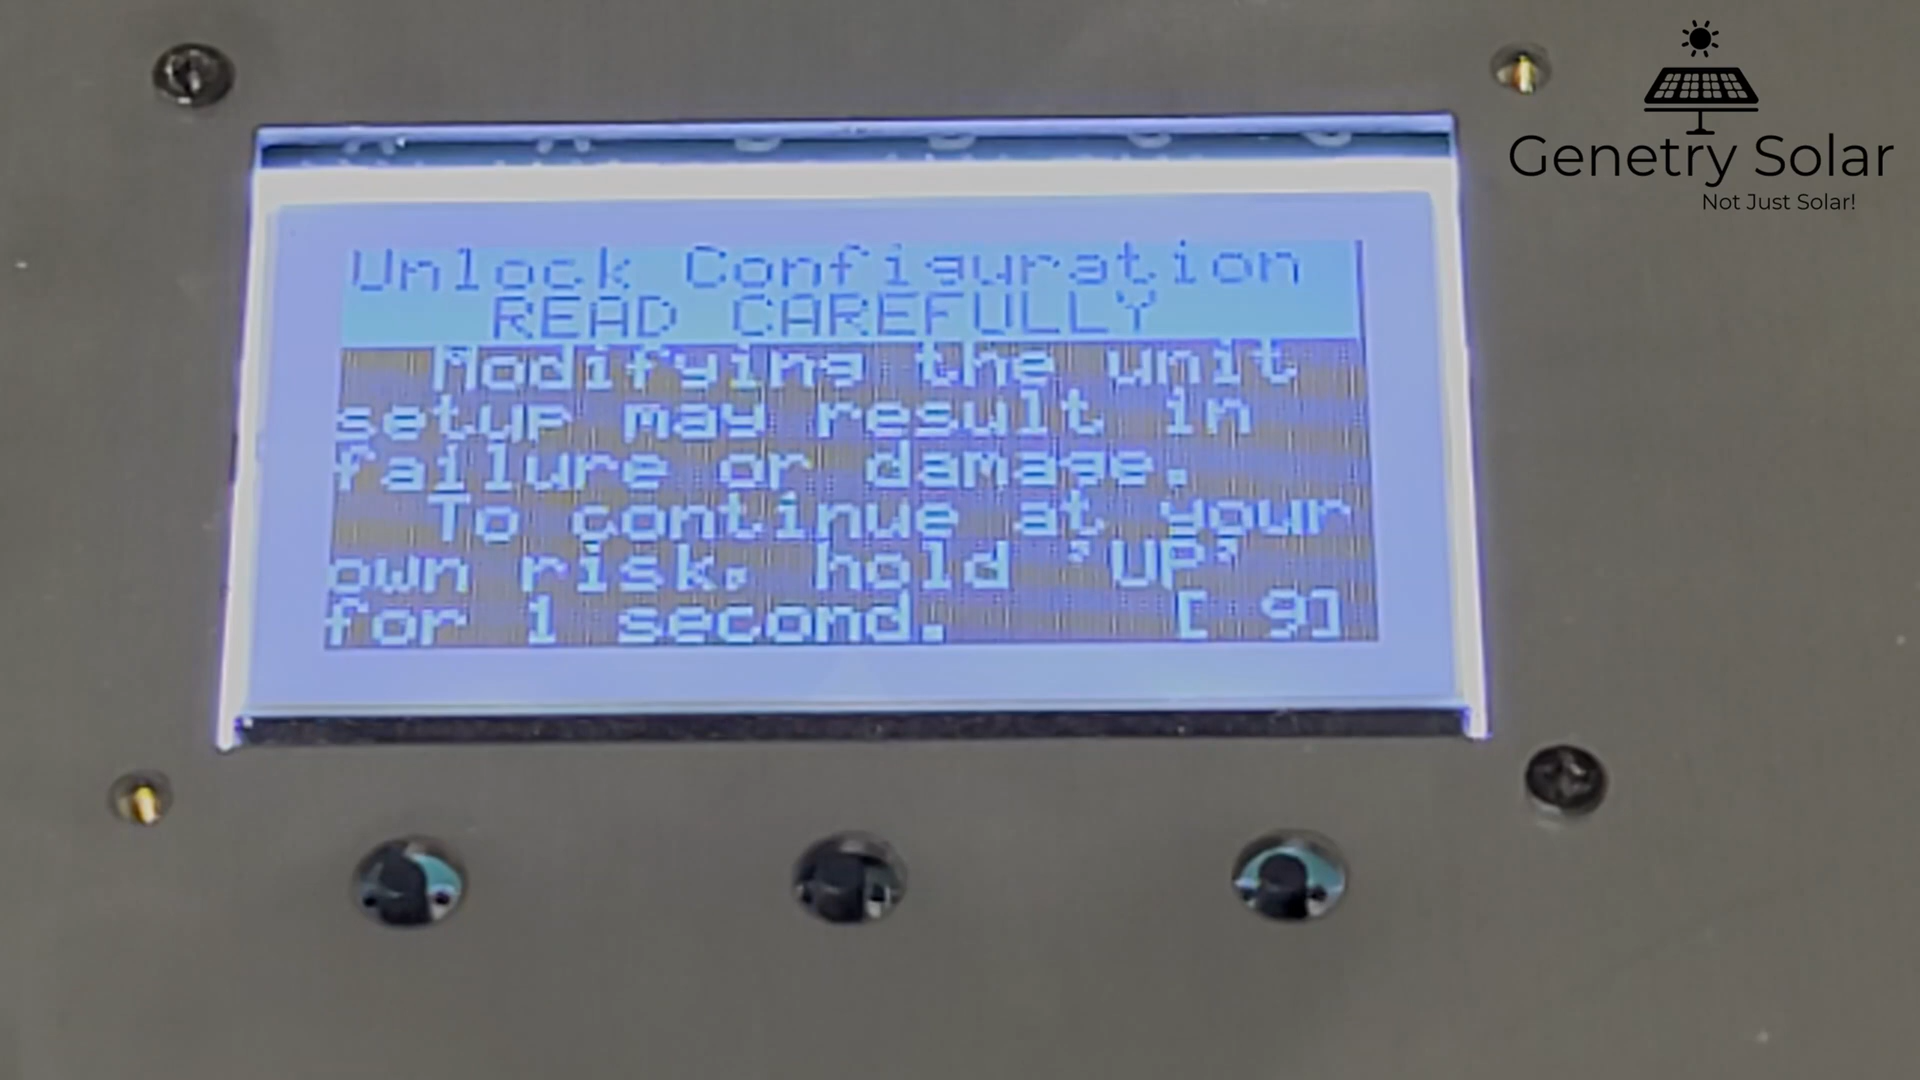 Genetry Solar
Not Just Solar!
Unlock Configuration
READ CAREFULLY
Modifying the unit
setup may result in
failure or damage.
To continue at your
own risk, hold 'UP'
for 1 second. [ 9]